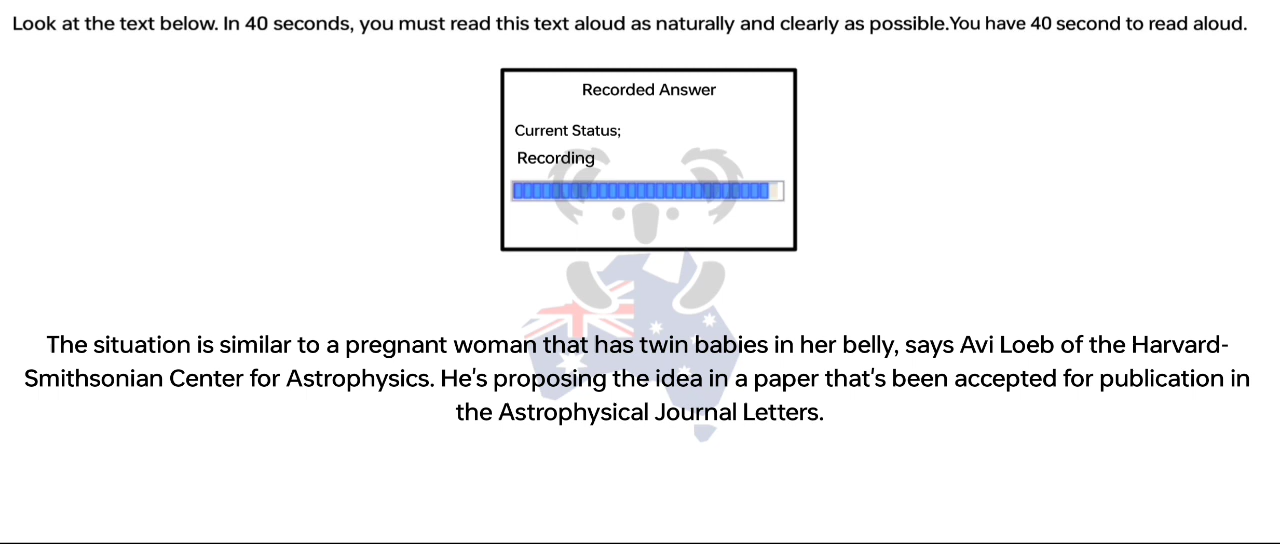 Look at the text below. In 40 seconds, you must read this text aloud as naturally and clearly as possible.You have 40 second to read aloud.
Recorded Answer
Current Status;
Recording
The situation is similar to a pregnant woman that has twin babies in her belly, says Avi Loeb of the Harvard-
Smithsonian Center for Astrophysics. He's proposing the idea in a paper that's been accepted for publication in
the Astrophysical Journal Letters.